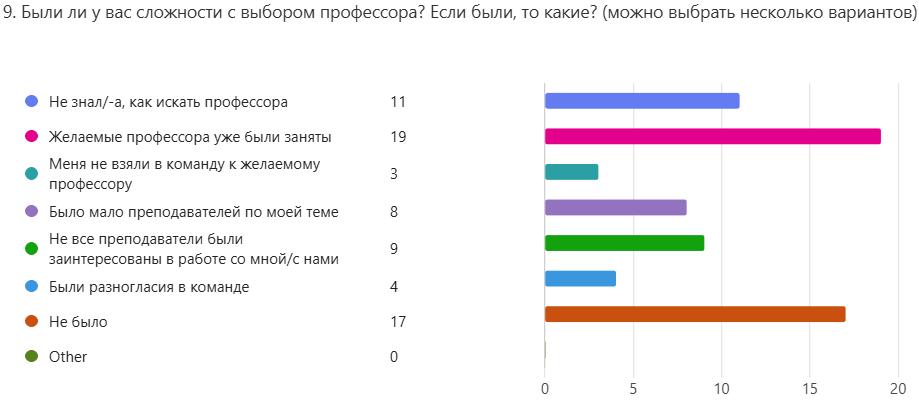 9. Были ли у вас сложности с выбором профессора? Если были, то какие? (можно выбрать несколько вариантов)
Не знал/-а, как искать профессора 11
Желаемые профессора уже были заняты 19
Меня не взяли в команду к желаемому
профессору 3
Было мало преподавателей по моей теме 8
Не все преподаватели были
заинтересованы в работе со мной/с нами 9
Были разногласия в команде 4
Не было 17
Other 0
0 5 10 15 20